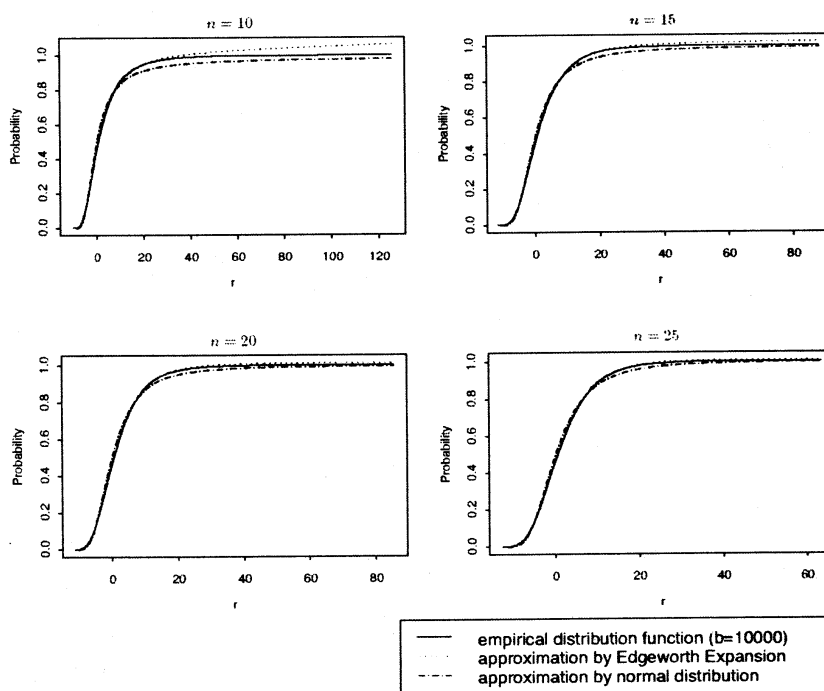 n = 10
n = 15
Probability
0.0 0.2 0.4 0.6 0.8 1.0
0 20 40 60 80 100 120
r
Probability
0.0 0.2 0.4 0.6 0.8 1.0
0 20 40 60 80
r
n = 20
n = 25
Probability
0.0 0.2 0.4 0.6 0.8 1.0
0 20 40 60 80
r
Probability
0.0 0.2 0.4 0.6 0.8 1.0
0 20 40 60
r
empirical distribution function (b=10000)
approximation by Edgeworth Expansion
approximation by normal distribution